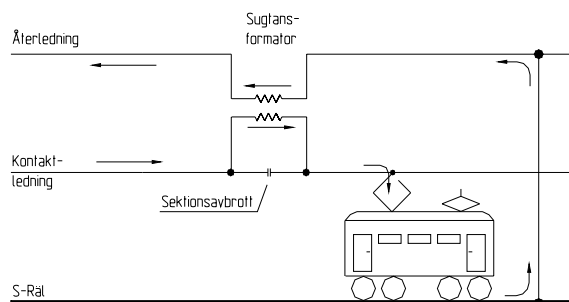 Sugtans-
formator
Återledning
Kontakt-
ledning
Sektionsavbrott
S-Räl